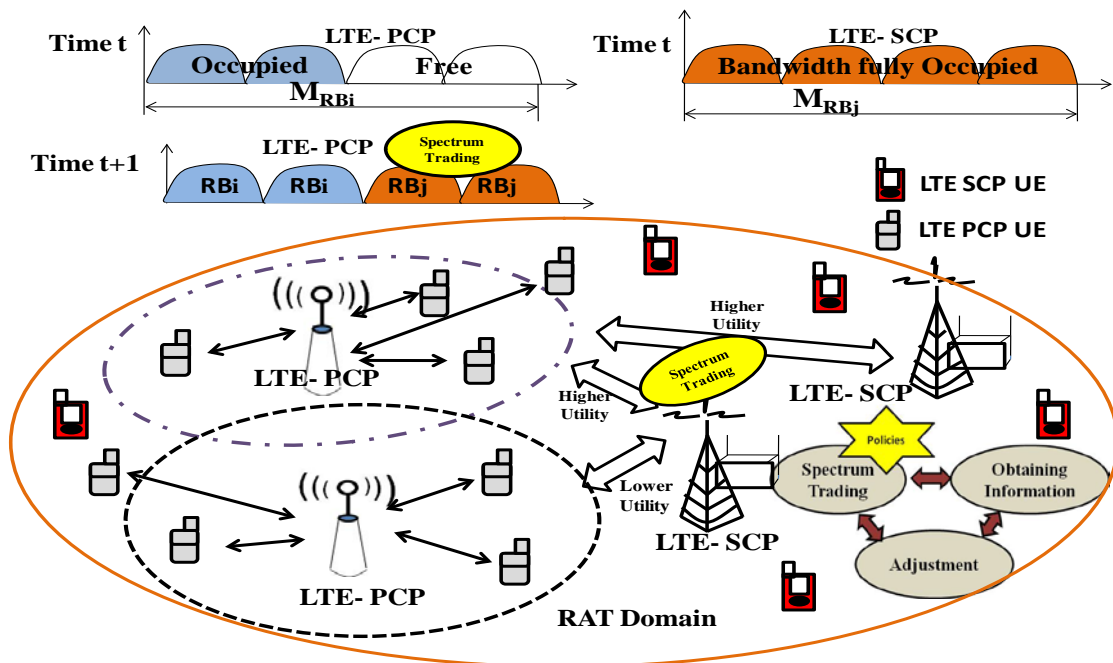 Time t
LTE- PCP
Occupied
Free
M_RBi
Time t
LTE- SCP
Bandwidth fully Occupied
M_RBj
Time t+1
LTE- PCP
Spectrum
Trading
RBi
RBi
RBj
RBj
LTE SCP UE
LTE PCP UE
Higher
Utility
LTE- PCP
Spectrum
Trading
Higher
Utility
LTE- SCP
Policies
Spectrum
Trading
Obtaining
Information
Lower
Utility
LTE- SCP
Adjustment
LTE- PCP
RAT Domain